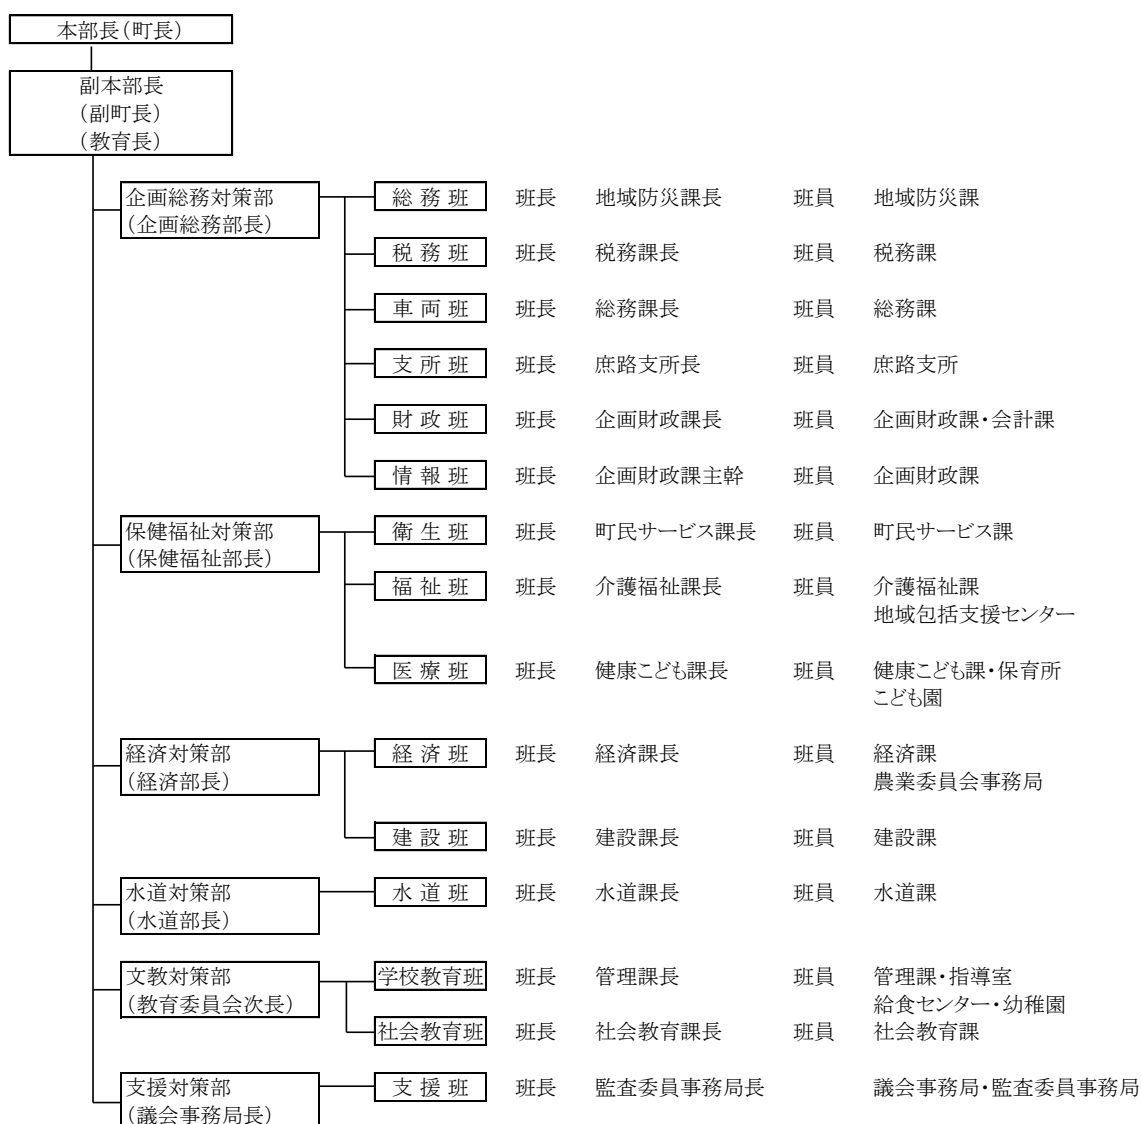 本部長(町長)
副本部長
(副町長)
(教育長)
企画総務対策部 総務班 班長 地域防災課長 班員 地域防災課
(企画総務部長)
税務班 班長 税務課長 班員 税務課
車両班 班長 総務課長 班員 総務課
支所班 班長 庶路支所長 班員 庶路支所
財政班 班長 企画財政課長 班員 企画財政課・会計課
情報班 班長 企画財政課主幹 班員 企画財政課
保健福祉対策部 衛生班 班長 町民サービス課長 班員 町民サービス課
(保健福祉部長)
福祉班 班長 介護福祉課長 班員 介護福祉課
地域包括支援センター
医療班 班長 健康こども課長 班員 健康こども課・保育所
こども園
経済対策部 経済班 班長 経済課長 班員 経済課
(経済部長) 農業委員会事務局
建設班 班長 建設課長 班員 建設課
水道対策部 水道班 班長 水道課長 班員 水道課
(水道部長)
文教対策部 学校教育班 班長 管理課長 班員 管理課・指導室
(教育委員会次長) 給食センター・幼稚園
社会教育班 班長 社会教育課長 班員 社会教育課
支援対策部 支援班 班長 監査委員事務局長 議会事務局・監査委員事務局
(議会事務局長)